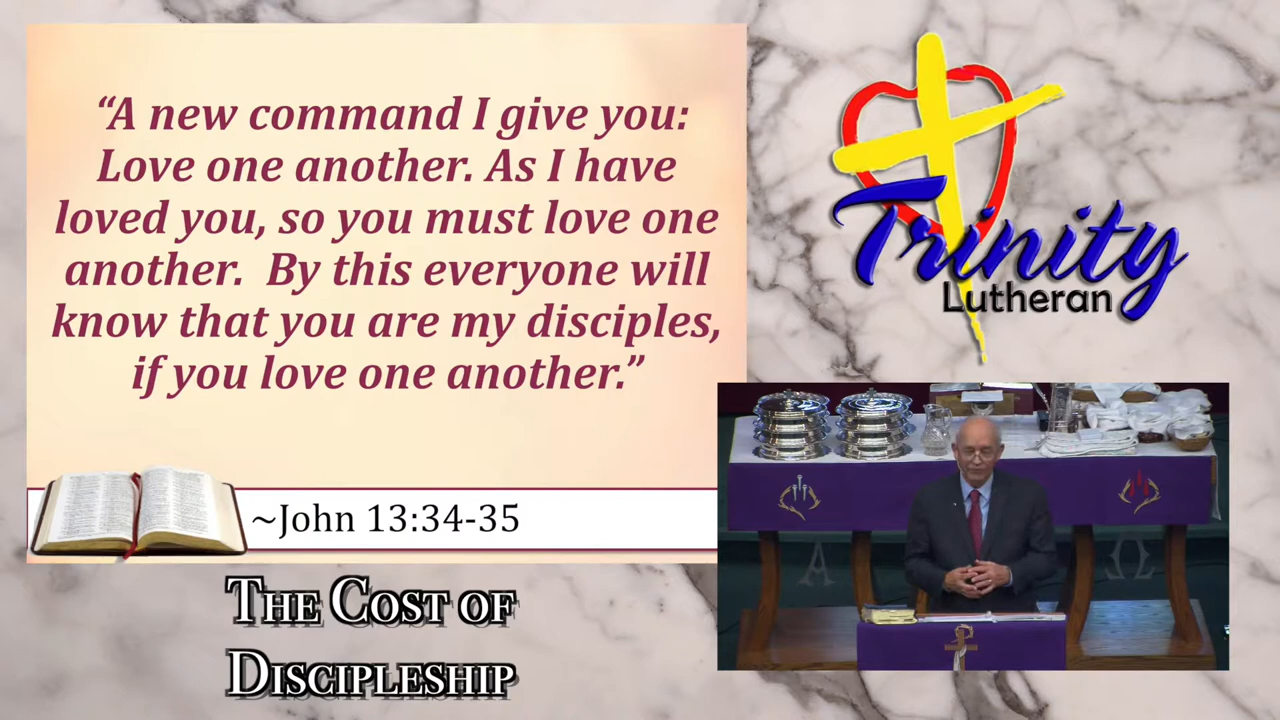 “A new command I give you:
Love one another. As I have
loved you, so you must love one
another. By this everyone will
know that you are my disciples,
if you love one another.”
~John 13:34-35
The Cost of
Discipleship
Trinity
Lutheran
Α
Ω